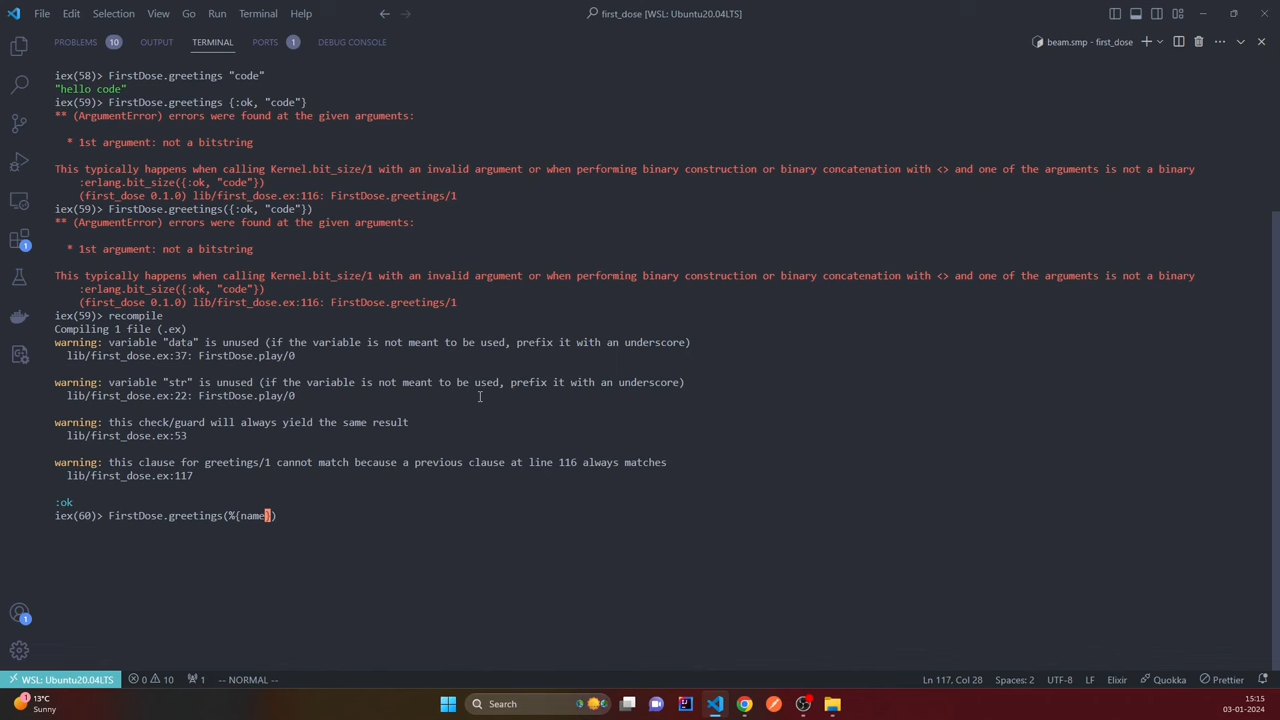 File Edit Selection View Go Run Terminal Help
first_dose [WSL: Ubuntu20.04LTS]
PROBLEMS 10 OUTPUT TERMINAL PORTS 1 DEBUG CONSOLE
beam.smp - first_dose
iex(58)> FirstDose.greetings "code"
"hello code"
iex(59)> FirstDose.greetings {:ok, "code"}
** (ArgumentError) errors were found at the given arguments:
* 1st argument: not a bitstring
This typically happens when calling Kernel.bit_size/1 with an invalid argument or when performing binary construction or binary concatenation with <> and one of the arguments is not a binary
:erlang.bit_size({:ok, "code"})
(first_dose 0.1.0) lib/first_dose.ex:116: FirstDose.greetings/1
iex(59)> FirstDose.greetings({:ok, "code"})
** (ArgumentError) errors were found at the given arguments:
* 1st argument: not a bitstring
This typically happens when calling Kernel.bit_size/1 with an invalid argument or when performing binary construction or binary concatenation with <> and one of the arguments is not a binary
:erlang.bit_size({:ok, "code"})
(first_dose 0.1.0) lib/first_dose.ex:116: FirstDose.greetings/1
iex(59)> recompile
Compiling 1 file (.ex)
warning: variable "data" is unused (if the variable is not meant to be used, prefix it with an underscore)
lib/first_dose.ex:37: FirstDose.play/0
warning: variable "str" is unused (if the variable is not meant to be used, prefix it with an underscore)
lib/first_dose.ex:22: FirstDose.play/0
warning: this check/guard will always yield the same result
lib/first_dose.ex:53
warning: this clause for greetings/1 cannot match because a previous clause at line 116 always matches
lib/first_dose.ex:117
:ok
iex(60)> FirstDose.greetings(%{name})
1
1
WSL: Ubuntu20.04LTS 0 10 1 -- NORMAL -- Ln 117, Col 28 Spaces: 2 UTF-8 LF Elixir Quokka Prettier
1
13°C
Sunny
Search
15:15
03-01-2024